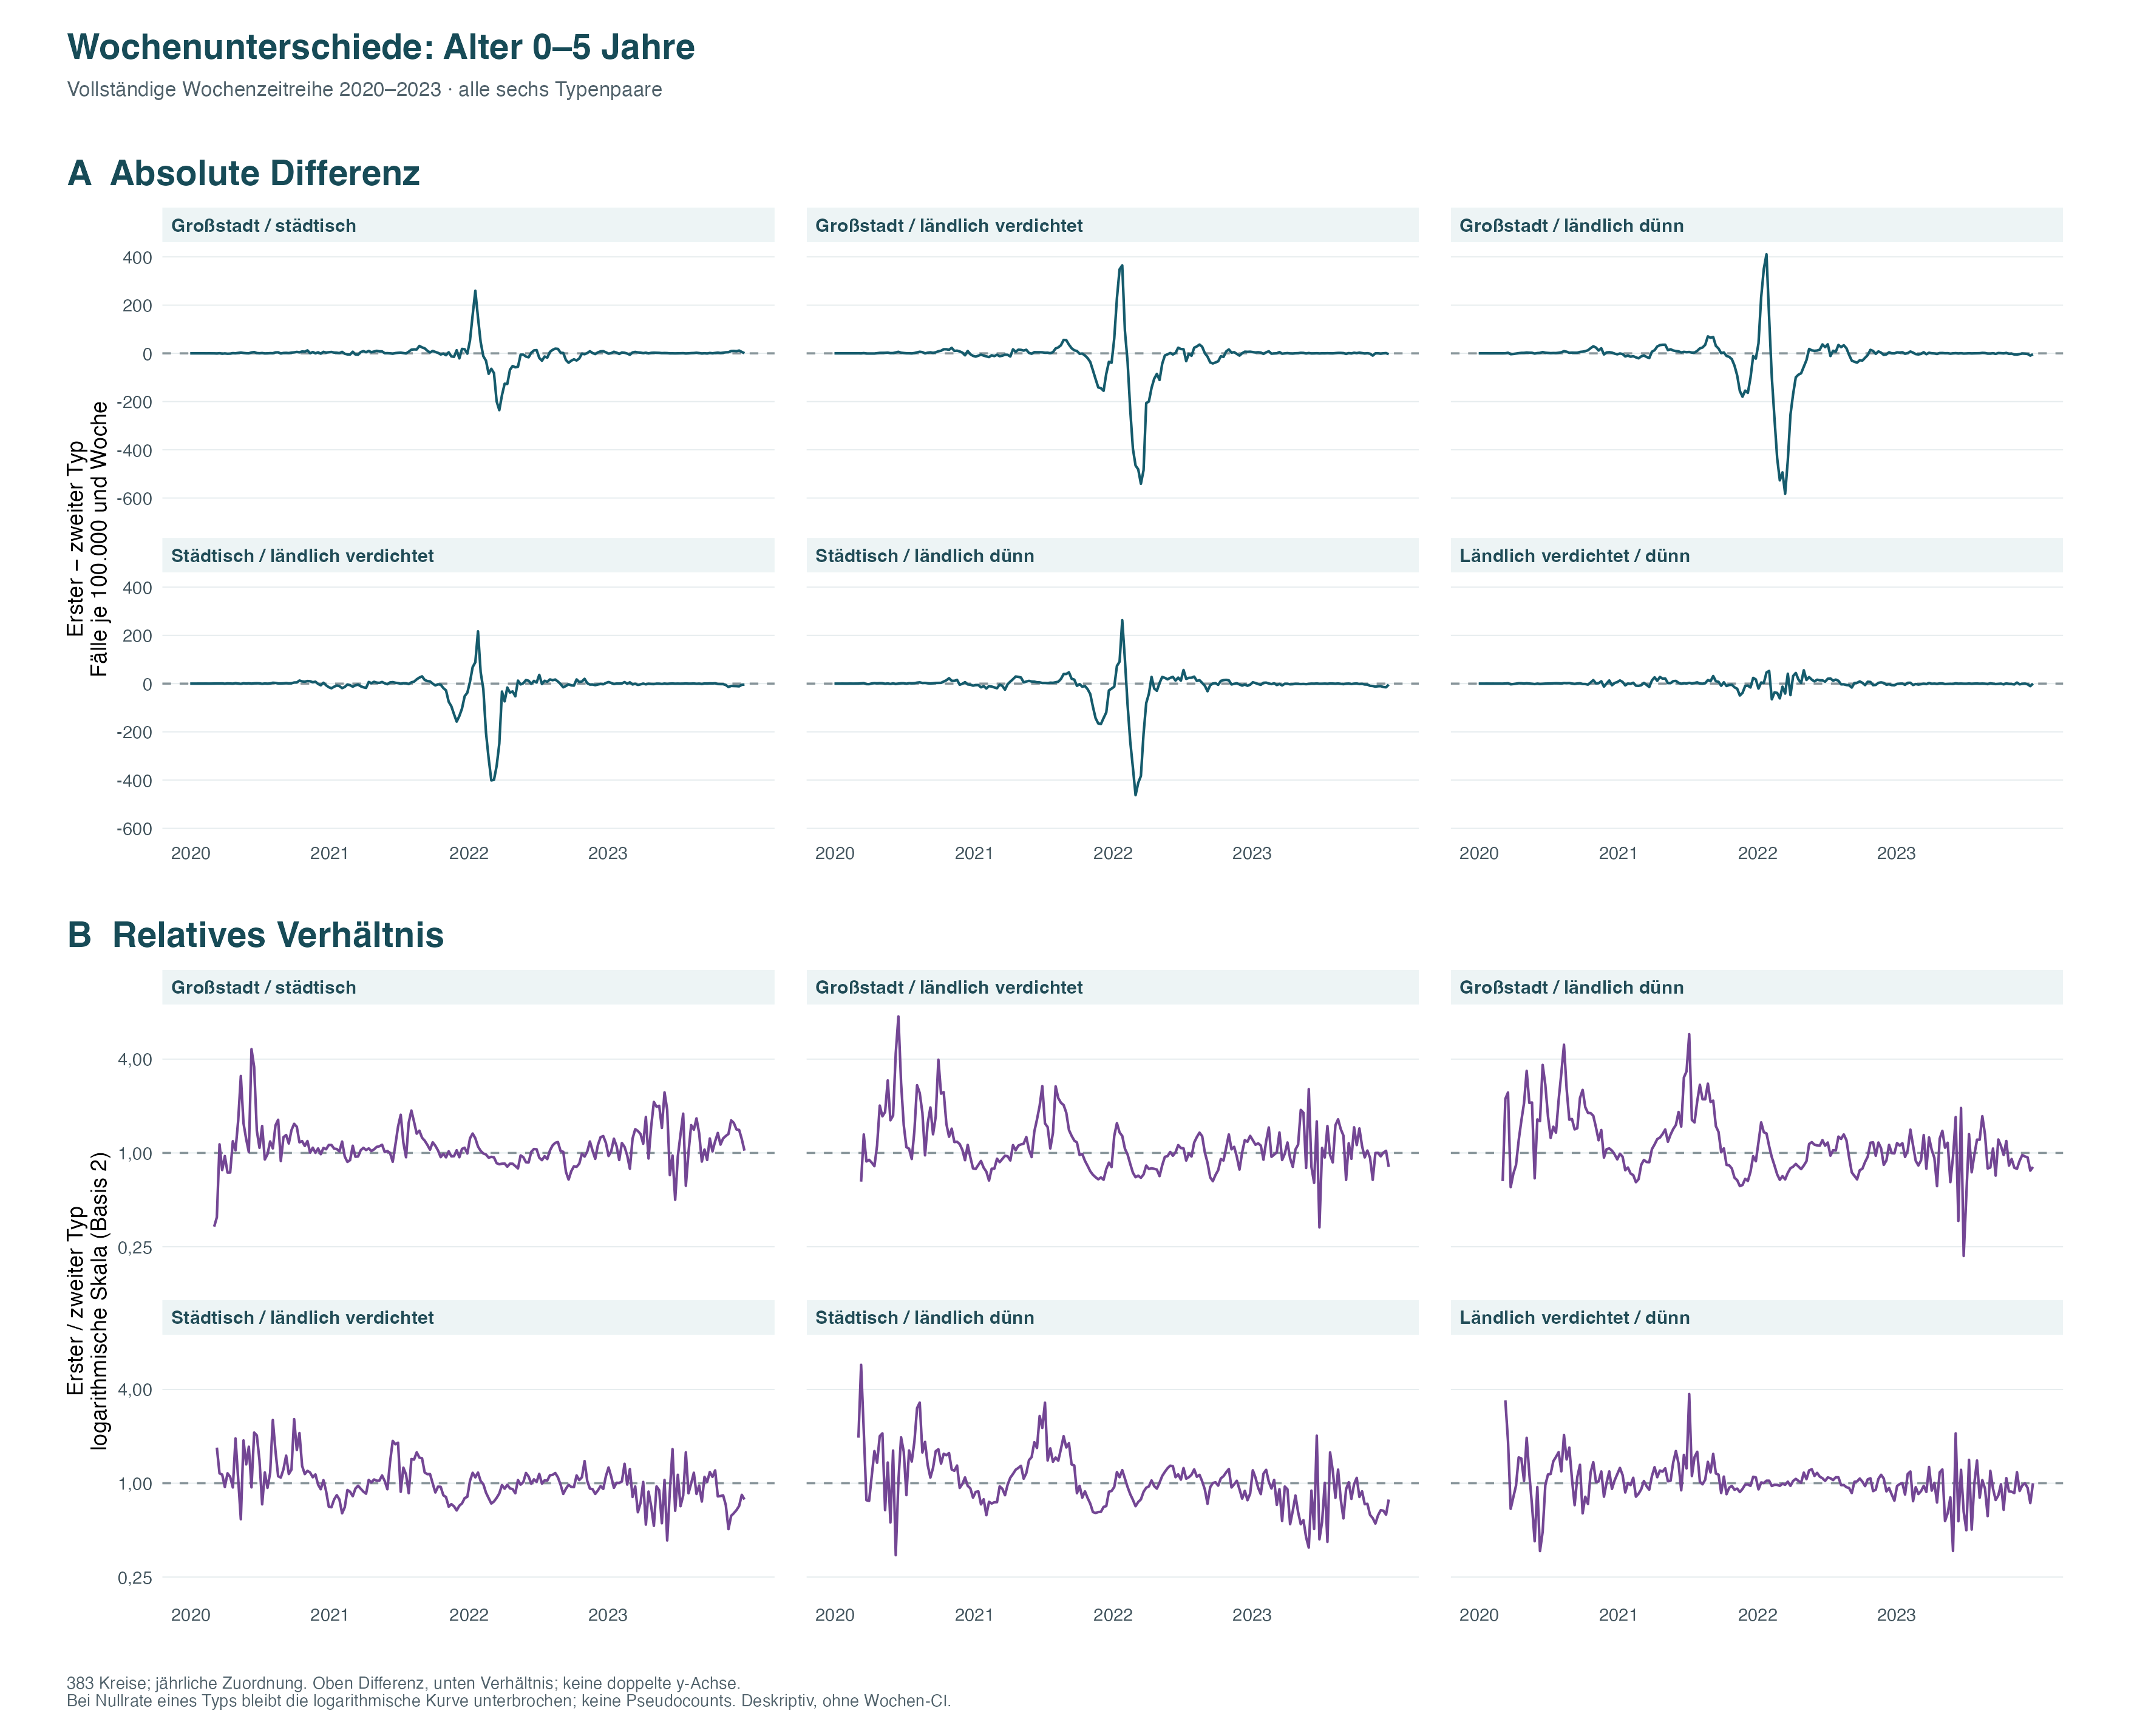 Wochenunterschiede: Alter 0–5 Jahre
Vollständige Wochenzeitreihe 2020–2023 · alle sechs Typenpaare
A Absolute Differenz
Erster – zweiter Typ
Fälle je 100.000 und Woche
Großstadt / städtisch
Großstadt / ländlich verdichtet
Großstadt / ländlich dünn
400
200
0
-200
-400
-600
Städtisch / ländlich verdichtet
Städtisch / ländlich dünn
Ländlich verdichtet / dünn
400
200
0
-200
-400
-600
2020 2021 2022 2023
2020 2021 2022 2023
2020 2021 2022 2023
B Relatives Verhältnis
Erster / zweiter Typ
logarithmische Skala (Basis 2)
Großstadt / städtisch
Großstadt / ländlich verdichtet
Großstadt / ländlich dünn
4,00
1,00
0,25
Städtisch / ländlich verdichtet
Städtisch / ländlich dünn
Ländlich verdichtet / dünn
4,00
1,00
0,25
2020 2021 2022 2023
2020 2021 2022 2023
2020 2021 2022 2023
383 Kreise; jährliche Zuordnung. Oben Differenz, unten Verhältnis; keine doppelte y-Achse.
Bei Nullrate eines Typs bleibt die logarithmische Kurve unterbrochen; keine Pseudocounts. Deskriptiv, ohne Wochen-CI.